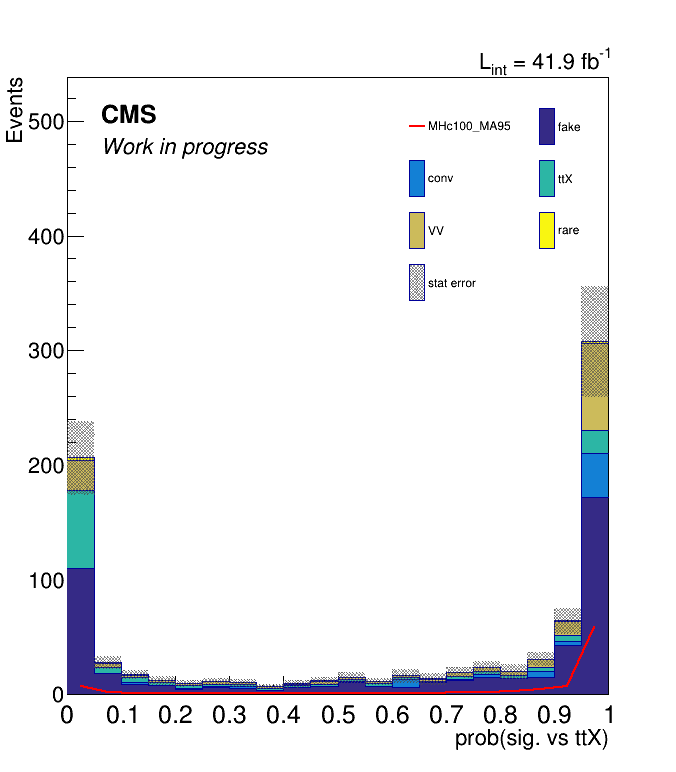 L_int = 41.9 fb^-1
Events
CMS
Work in progress
MHc100_MA95
fake
conv
ttX
VV
rare
stat error
500
400
300
200
100
0
0 0.1 0.2 0.3 0.4 0.5 0.6 0.7 0.8 0.9 1
prob(sig. vs ttX)